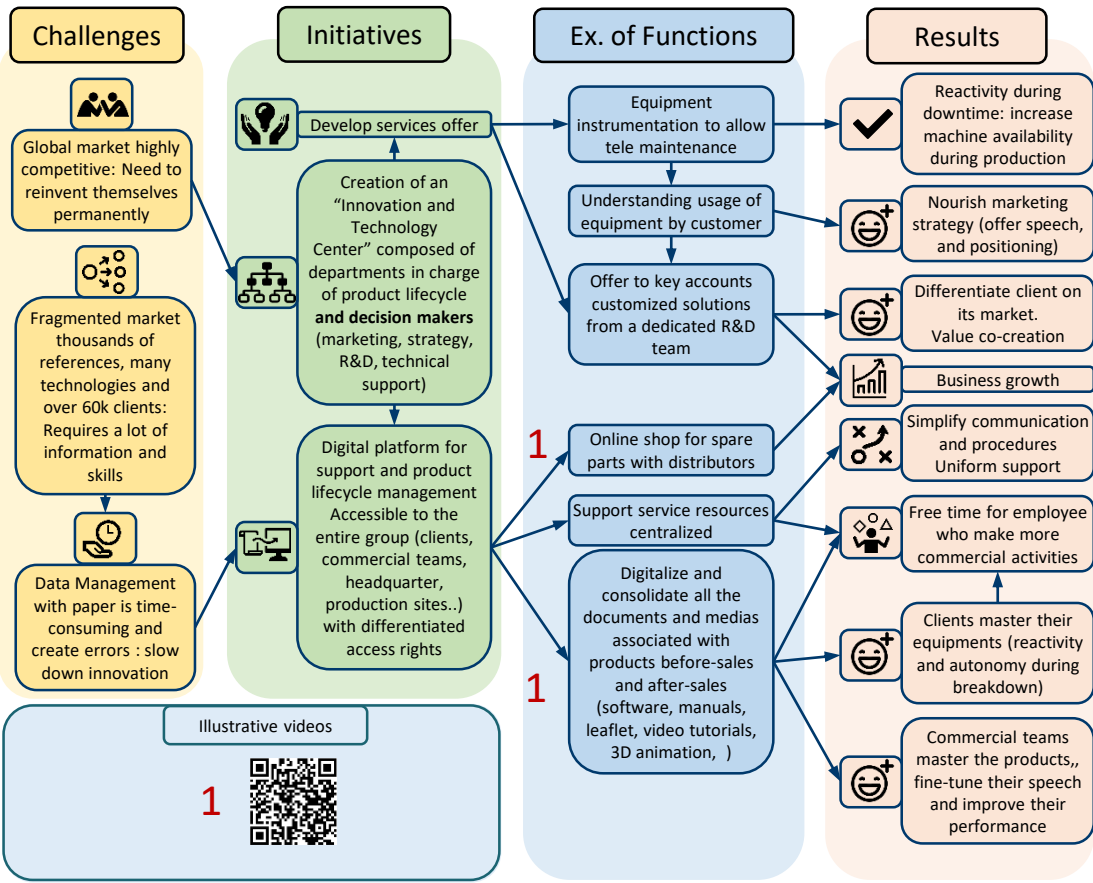 Challenges
Global market highly
competitive: Need to
reinvent themselves
permanently
Fragmented market
thousands of
references, many
technologies and
over 60k clients:
Requires a lot of
information and
skills
Data Management
with paper is time-
consuming and
create errors : slow
down innovation
Initiatives
Develop services offer
Creation of an
“Innovation and
Technology
Center” composed of
departments in charge
of product lifecycle
and decision makers
(marketing, strategy,
R&D, technical
support)
Digital platform for
support and product
lifecycle management
Accessible to the
entire group (clients,
commercial teams,
headquarter,
production sites..)
with differentiated
access rights
Ex. of Functions
Equipment
instrumentation to allow
tele maintenance
Understanding usage of
equipment by customer
Offer to key accounts
customized solutions
from a dedicated R&D
team
1
Online shop for spare
parts with distributors
Support service resources
centralized
1
Digitalize and
consolidate all the
documents and medias
associated with
products before-sales
and after-sales
(software, manuals,
leaflet, video tutorials,
3D animation, )
Results
Reactivity during
downtime: increase
machine availability
during production
Nourish marketing
strategy (offer speech,
and positioning)
Differentiate client on
its market.
Value co-creation
Business growth
Simplify communication
and procedures
Uniform support
Free time for employee
who make more
commercial activities
Clients master their
equipments (reactivity
and autonomy during
breakdown)
Commercial teams
master the products,,
fine-tune their speech
and improve their
performance
Illustrative videos
1